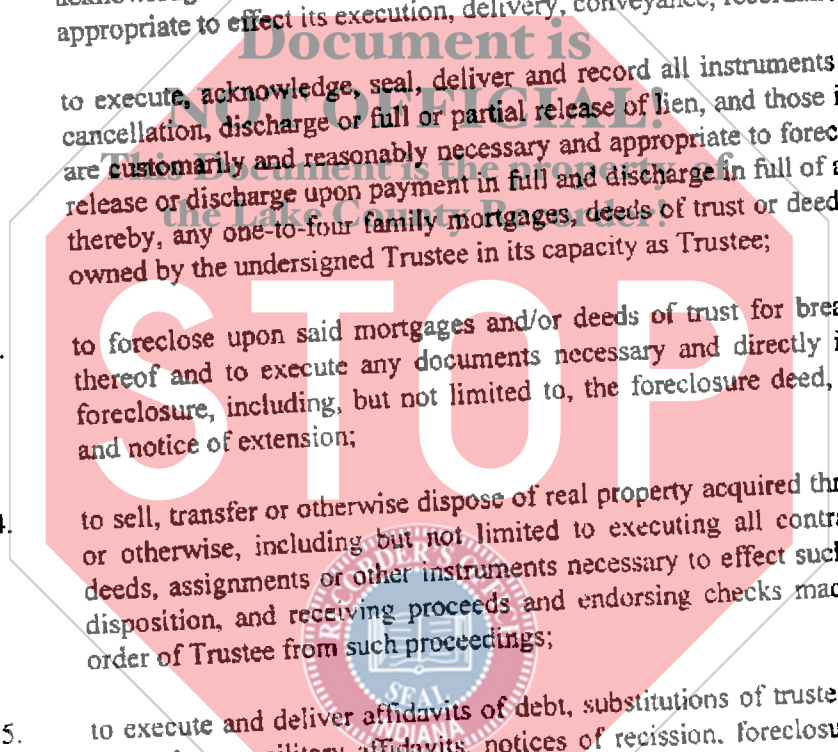 appropriate to effect its execution, delivery, conveyance,
Document is
to execute, acknowledge, seal, deliver and record all instruments
NOT OFFICIAL!
cancellation, discharge or full or partial release of lien, and those
are customarily and reasonably necessary and appropriate to forec
This Document is the property of
release or discharge upon payment in full and discharge in full of a
the Lake County Recorder!
thereby, any one-to-four family mortgages, deeds of trust or deed
owned by the undersigned Trustee in its capacity as Trustee;
STOP
to foreclose upon said mortgages and/or deeds of trust for brea
thereof and to execute any documents necessary and directly i
foreclosure, including, but not limited to, the foreclosure deed,
and notice of extension;
4. to sell, transfer or otherwise dispose of real property acquired thr
or otherwise, including but not limited to executing all contra
deeds, assignments or other instruments necessary to effect such
disposition, and receiving proceeds and endorsing checks mad
order of Trustee from such proceedings;
RECORDER'S OFFICE
SEAL
INDIANA
5. to execute and deliver affidavits of debt, substitutions of truste
affidavits, notices of recission, foreclosu